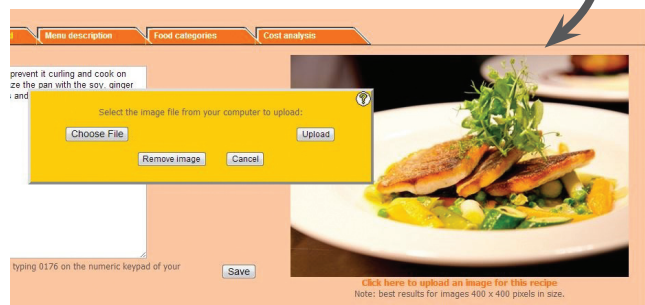 Menu description
Food categories
Cost analysis
prevent it curling and cook on
ze the pan with the soy, ginger
and
?
Select the image file from your computer to upload:
Choose File
Upload
Remove image
Cancel
typing 0176 on the numeric keypad of your
Save
Click here to upload an image for this recipe
Note: best results for images 400 x 400 pixels in size.